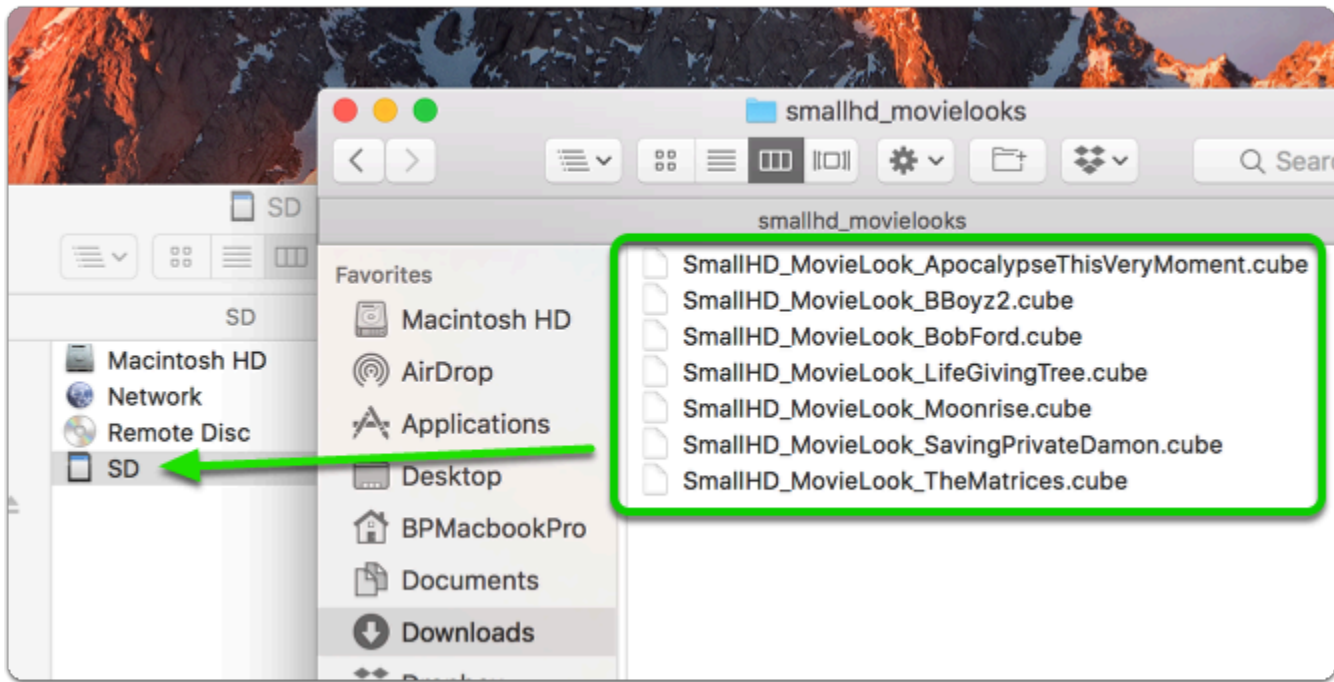 smallhd_movielooks
Sear
SD
smallhd_movielooks
SD
Macintosh HD
Network
Remote Disc
SD
Favorites
Macintosh HD
AirDrop
Applications
Desktop
BPMacbookPro
Documents
Downloads
SmallHD_MovieLook_ApocalypseThisVeryMoment.cube
SmallHD_MovieLook_BBoyz2.cube
SmallHD_MovieLook_BobFord.cube
SmallHD_MovieLook_LifeGivingTree.cube
SmallHD_MovieLook_Moonrise.cube
SmallHD_MovieLook_SavingPrivateDamon.cube
SmallHD_MovieLook_TheMatrices.cube